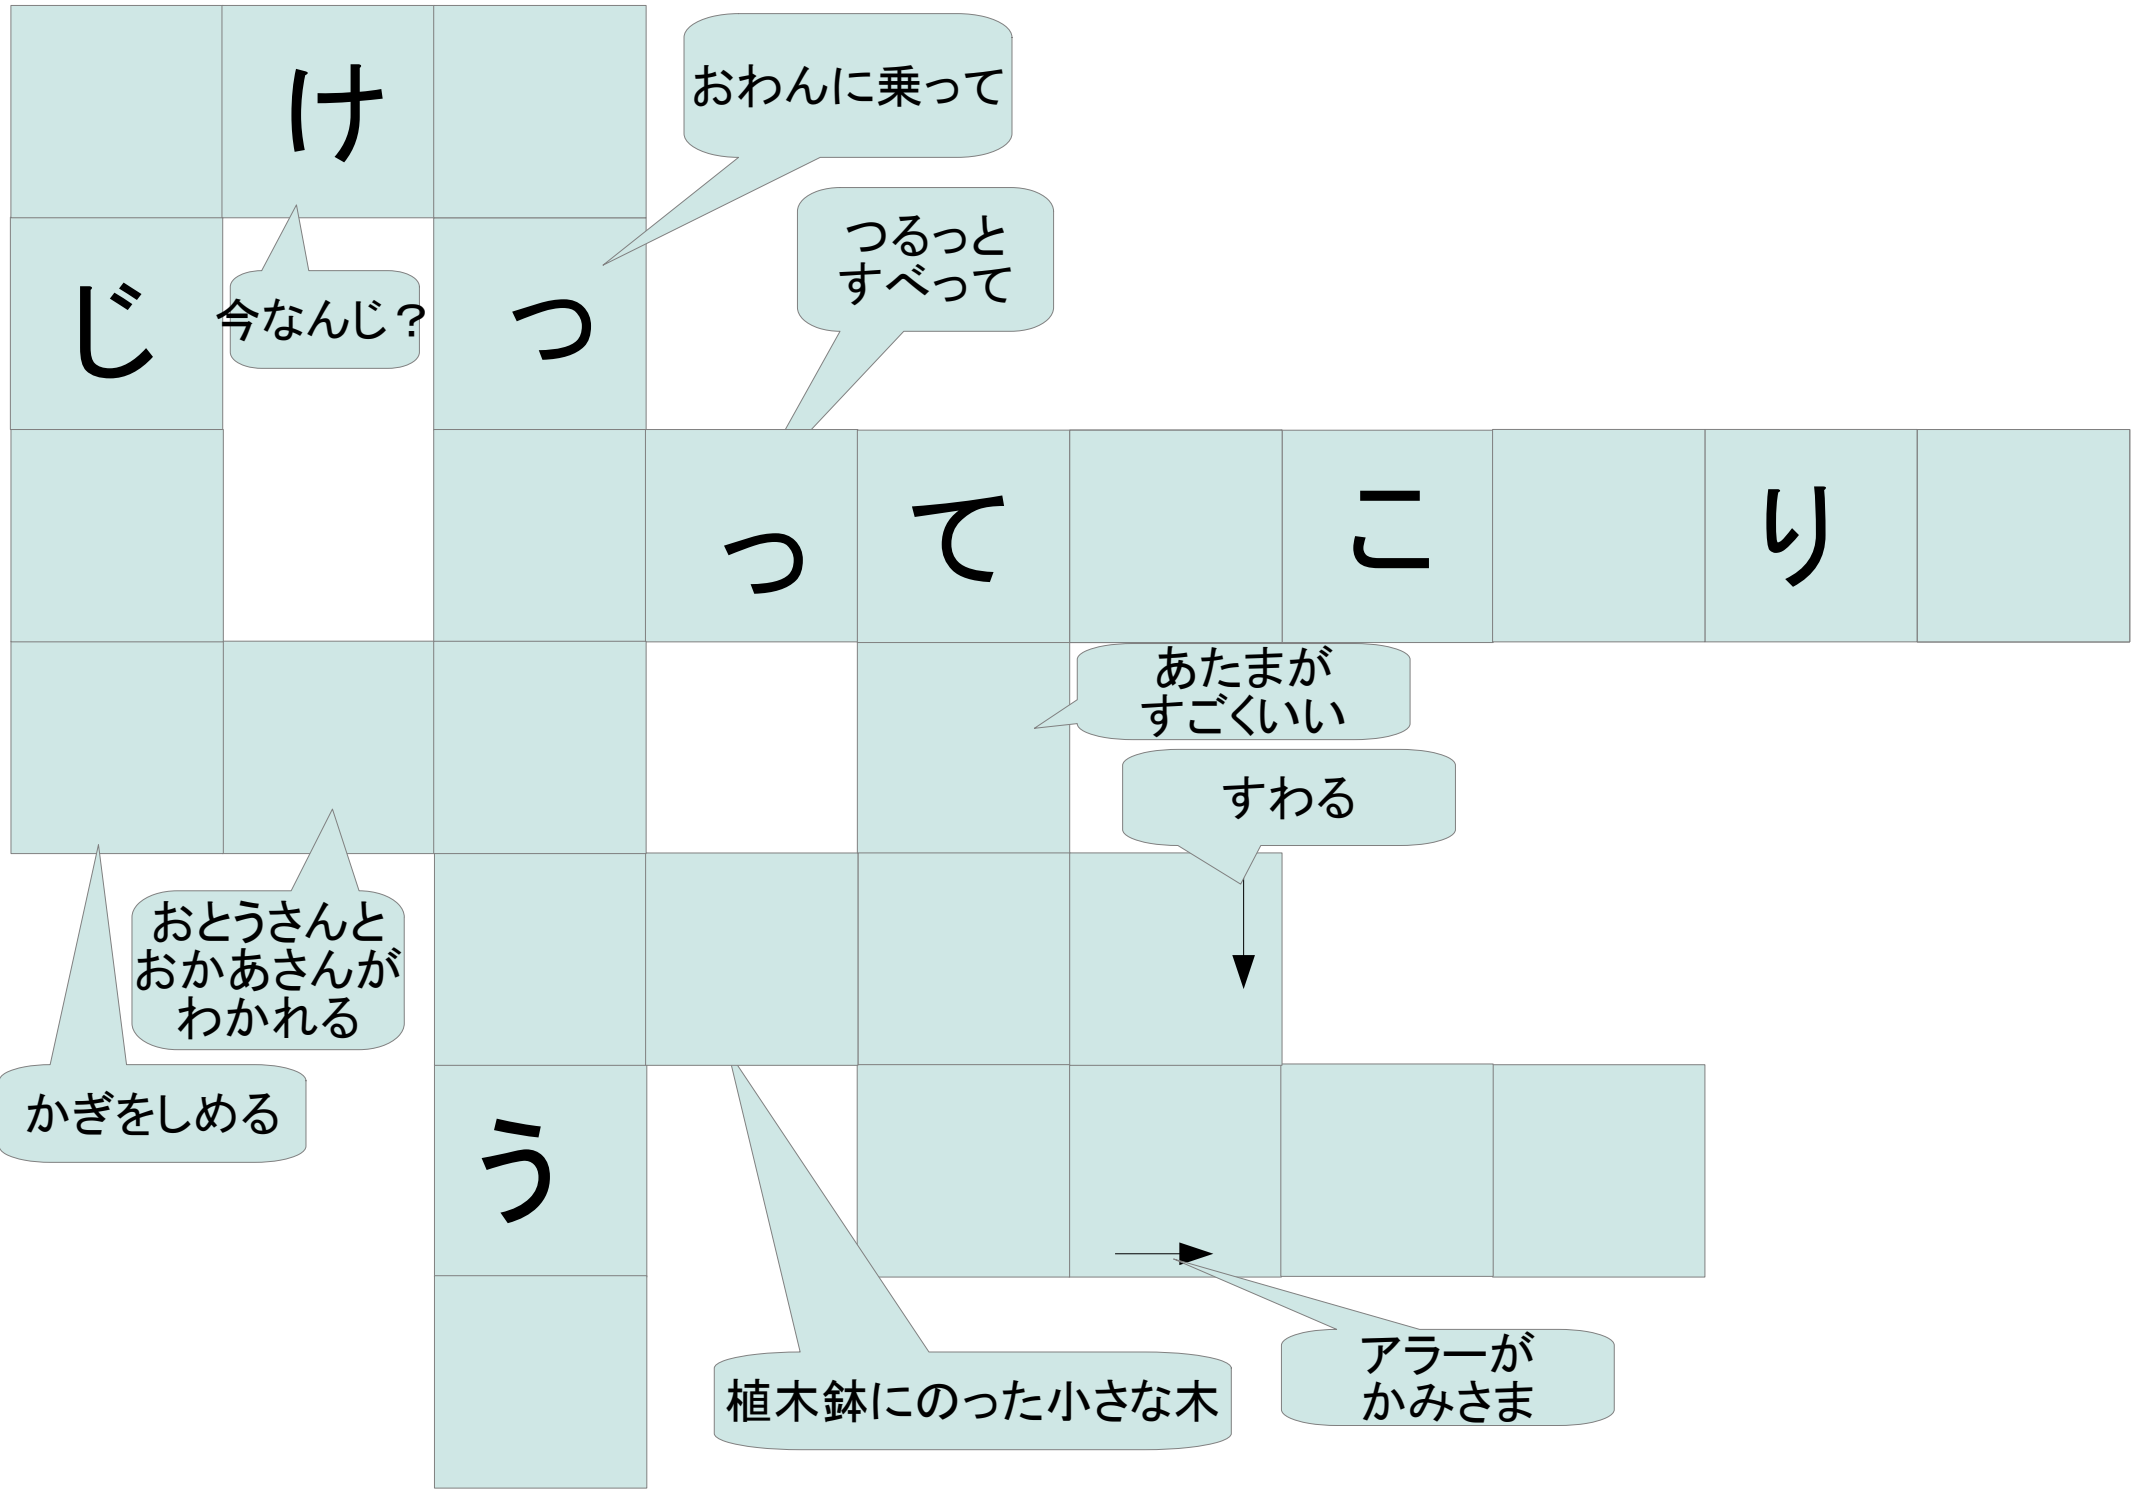 け
おわんに乗って
つるっと
すべって
じ
今なんじ？
っ
っ
て
こ
り
あたまが
すごくいい
すわる
おとうさんと
おかあさんが
わかれる
かぎをしめる
う
植木鉢にのった小さな木
アラーが
かみさま